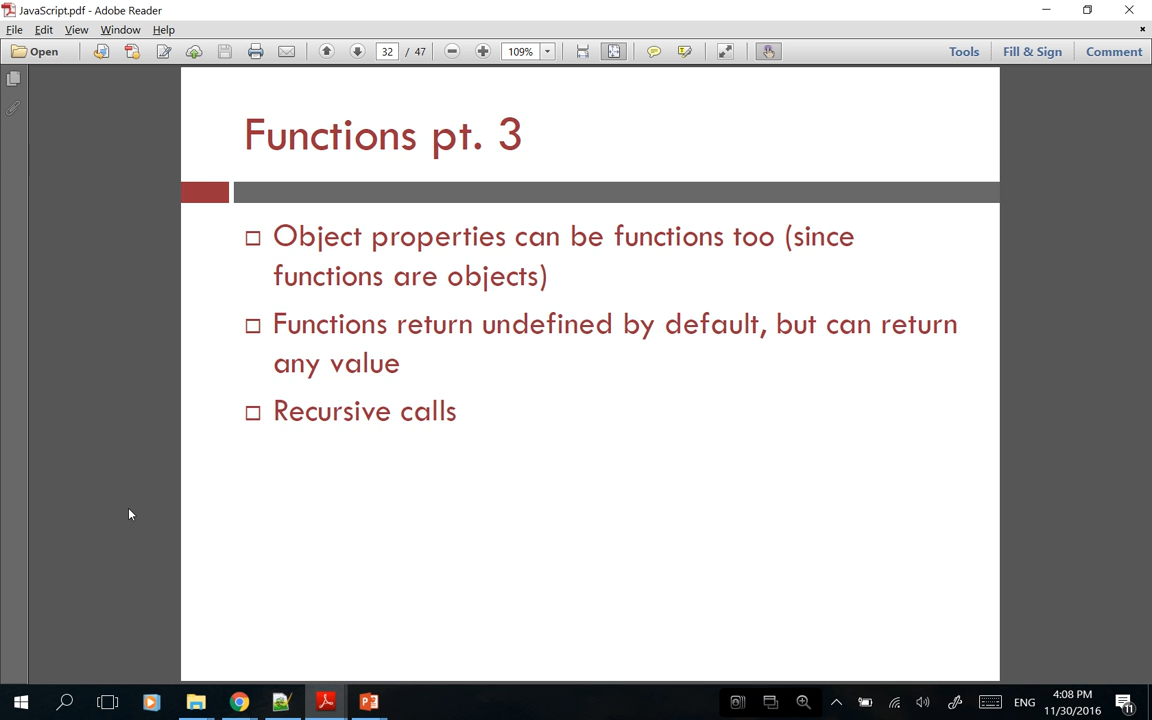 JavaScript.pdf - Adobe Reader
File Edit View Window Help
Open 32 / 47 109% Tools Fill & Sign Comment
Functions pt. 3
Object properties can be functions too (since
functions are objects)
Functions return undefined by default, but can return
any value
Recursive calls
ENG
4:08 PM
11/30/2016
11